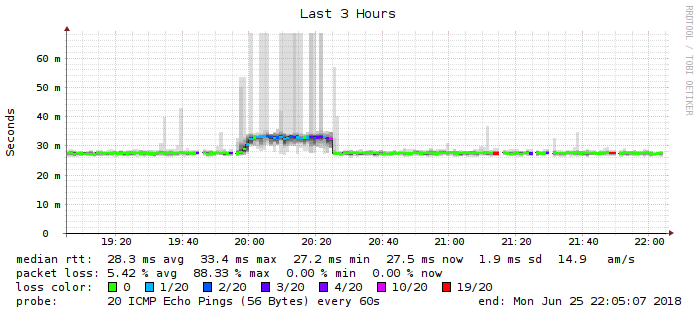 Last 3 Hours
RRDTOOL / TOBI OETIKER
Seconds
60 m
50 m
40 m
30 m
20 m
10 m
0
19:20 19:40 20:00 20:20 20:40 21:00 21:20 21:40 22:00
median rtt: 28.3 ms avg 33.4 ms max 27.2 ms min 27.5 ms now 1.9 ms sd 14.9 am/s
packet loss: 5.42 % avg 88.33 % max 0.00 % min 0.00 % now
loss color: 0 1/20 2/20 3/20 4/20 10/20 19/20
probe: 20 ICMP Echo Pings (56 Bytes) every 60s end: Mon Jun 25 22:05:07 2018